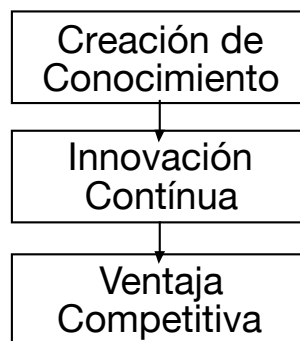 Creación de
Conocimiento
Innovación
Contínua
Ventaja
Competitiva